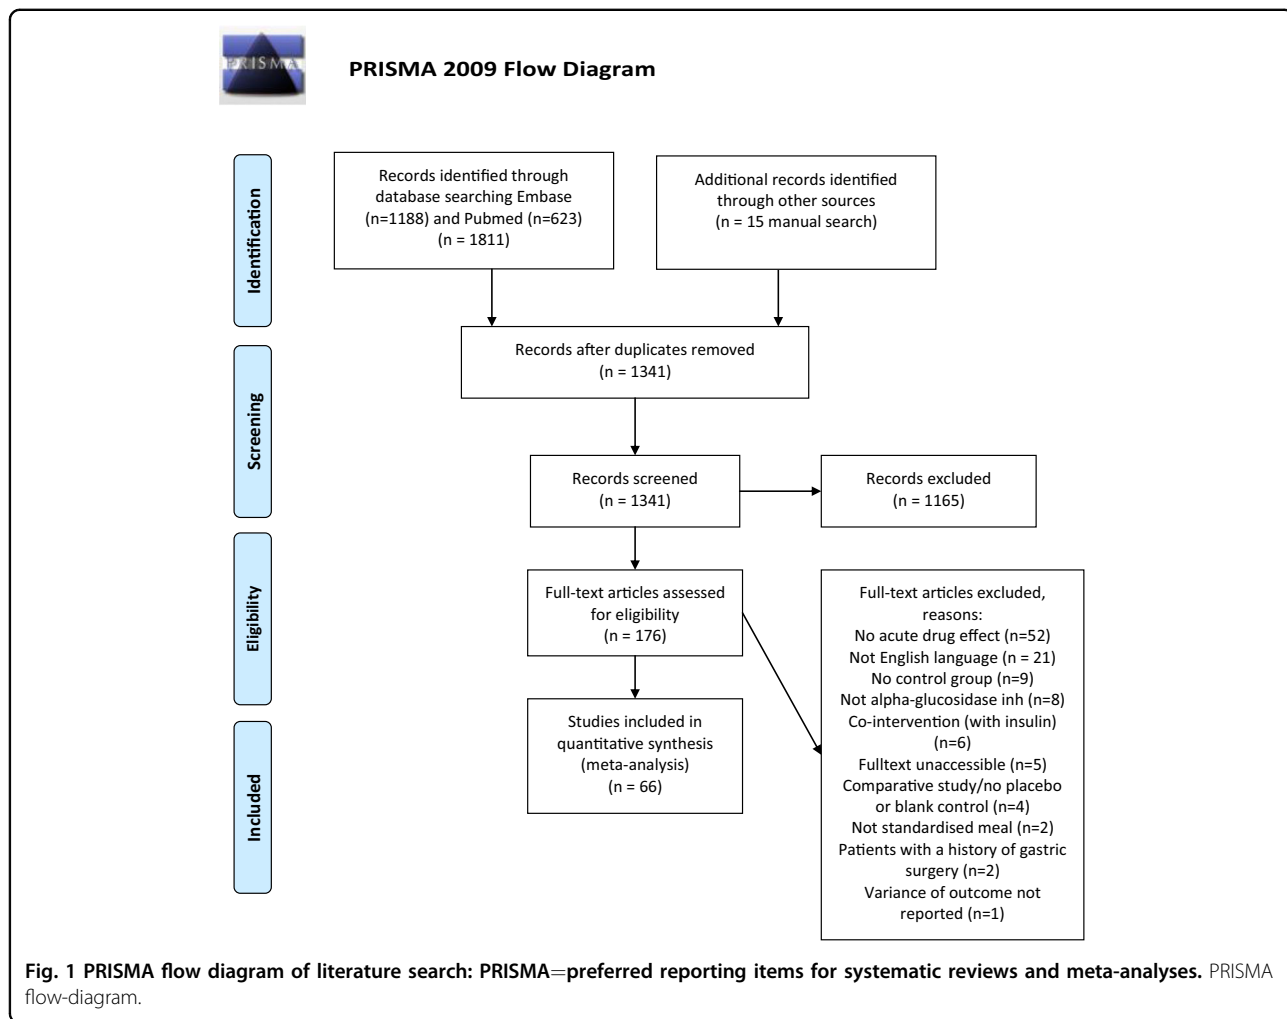 PRISMA
PRISMA 2009 Flow Diagram
Identification
Records identified through
database searching Embase
(n=1188) and Pubmed (n=623)
(n = 1811)
Additional records identified
through other sources
(n = 15 manual search)
Records after duplicates removed
(n = 1341)
Screening
Records screened
(n = 1341)
Records excluded
(n = 1165)
Eligibility
Full-text articles assessed
for eligibility
(n = 176)
Full-text articles excluded,
reasons:
No acute drug effect (n=52)
Not English language (n = 21)
No control group (n=9)
Not alpha-glucosidase inh (n=8)
Co-intervention (with insulin)
(n=6)
Fulltext unaccessible (n=5)
Comparative study/no placebo
or blank control (n=4)
Not standardised meal (n=2)
Patients with a history of gastric
surgery (n=2)
Variance of outcome not
reported (n=1)
Included
Studies included in
quantitative synthesis
(meta-analysis)
(n = 66)
Fig. 1 PRISMA flow diagram of literature search: PRISMA=preferred reporting items for systematic reviews and meta-analyses. PRISMA
flow-diagram.